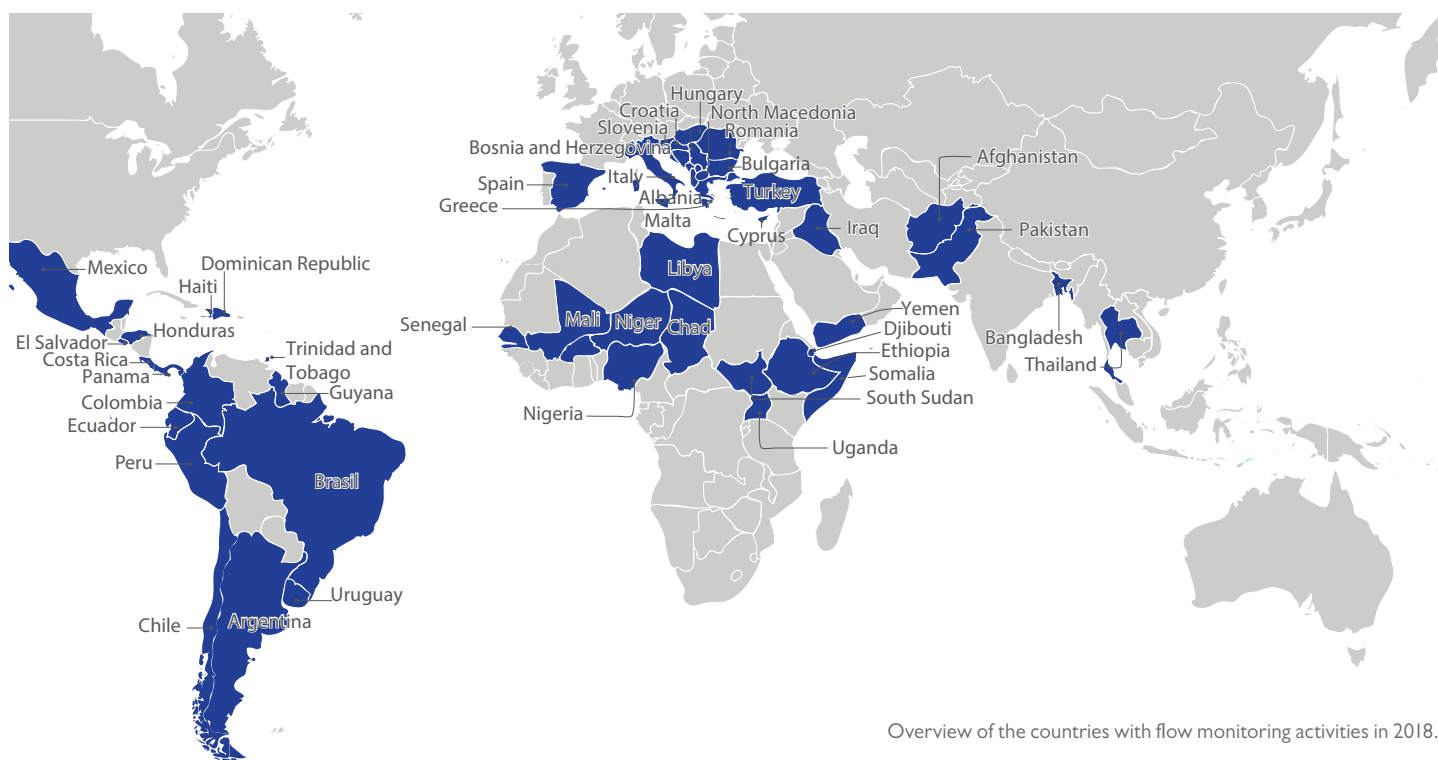 Hungary
Croatia
North Macedonia
Slovenia
Romania
Bosnia and Herzegovina
Bulgaria
Afghanistan
Italy
Spain
Turkey
Albania
Greece
Malta
Cyprus
Iraq
Pakistan
Mexico
Dominican Republic
Haiti
Libya
Honduras
Senegal
Mali
Niger
Chad
Yemen
Djibouti
Bangladesh
El Salvador
Costa Rica
Trinidad and
Tobago
Ethiopia
Thailand
Panama
Somalia
Guyana
Colombia
South Sudan
Nigeria
Ecuador
Uganda
Peru
Brasil
Uruguay
Chile
Argentina
Overview of the countries with flow monitoring activities in 2018.